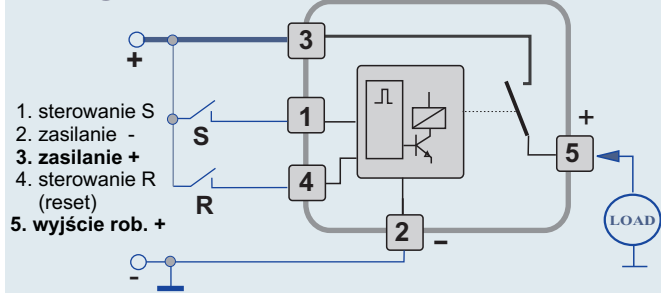 3
+
1. sterowanie S
2. zasilanie -
3. zasilanie +
4. sterowanie R
(reset)
5. wyjście rob. +
S
1
R
4
+
5
LOAD
2
-
-